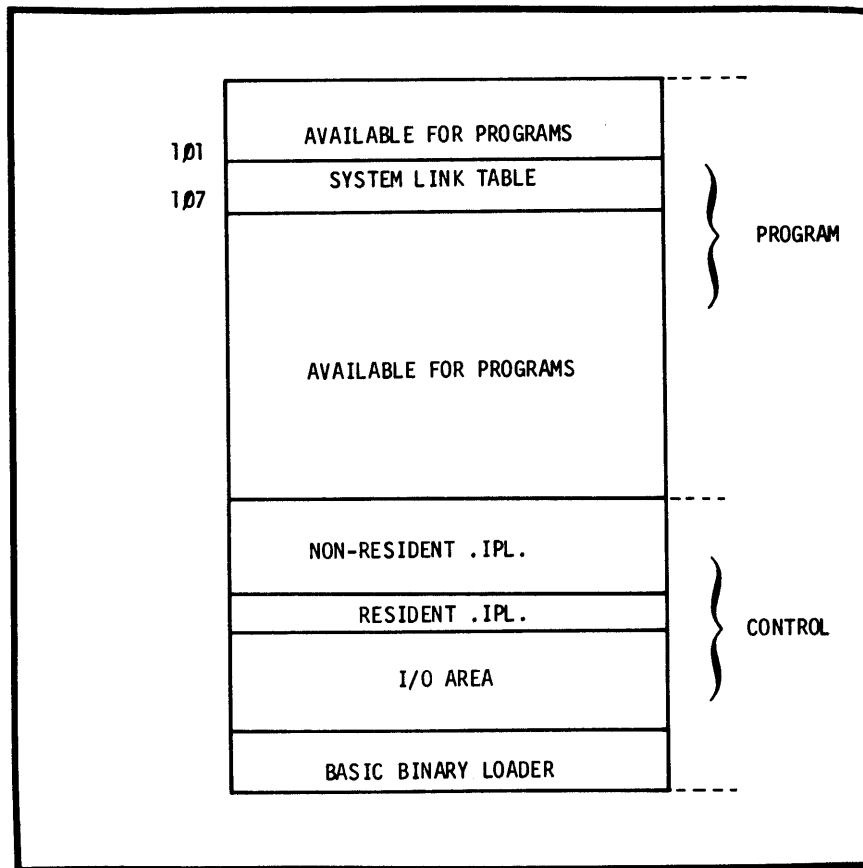 AVAILABLE FOR PROGRAMS
1Ø1
SYSTEM LINK TABLE
1Ø7
PROGRAM
AVAILABLE FOR PROGRAMS
NON-RESIDENT .IPL.
RESIDENT .IPL.
CONTROL
I/O AREA
BASIC BINARY LOADER